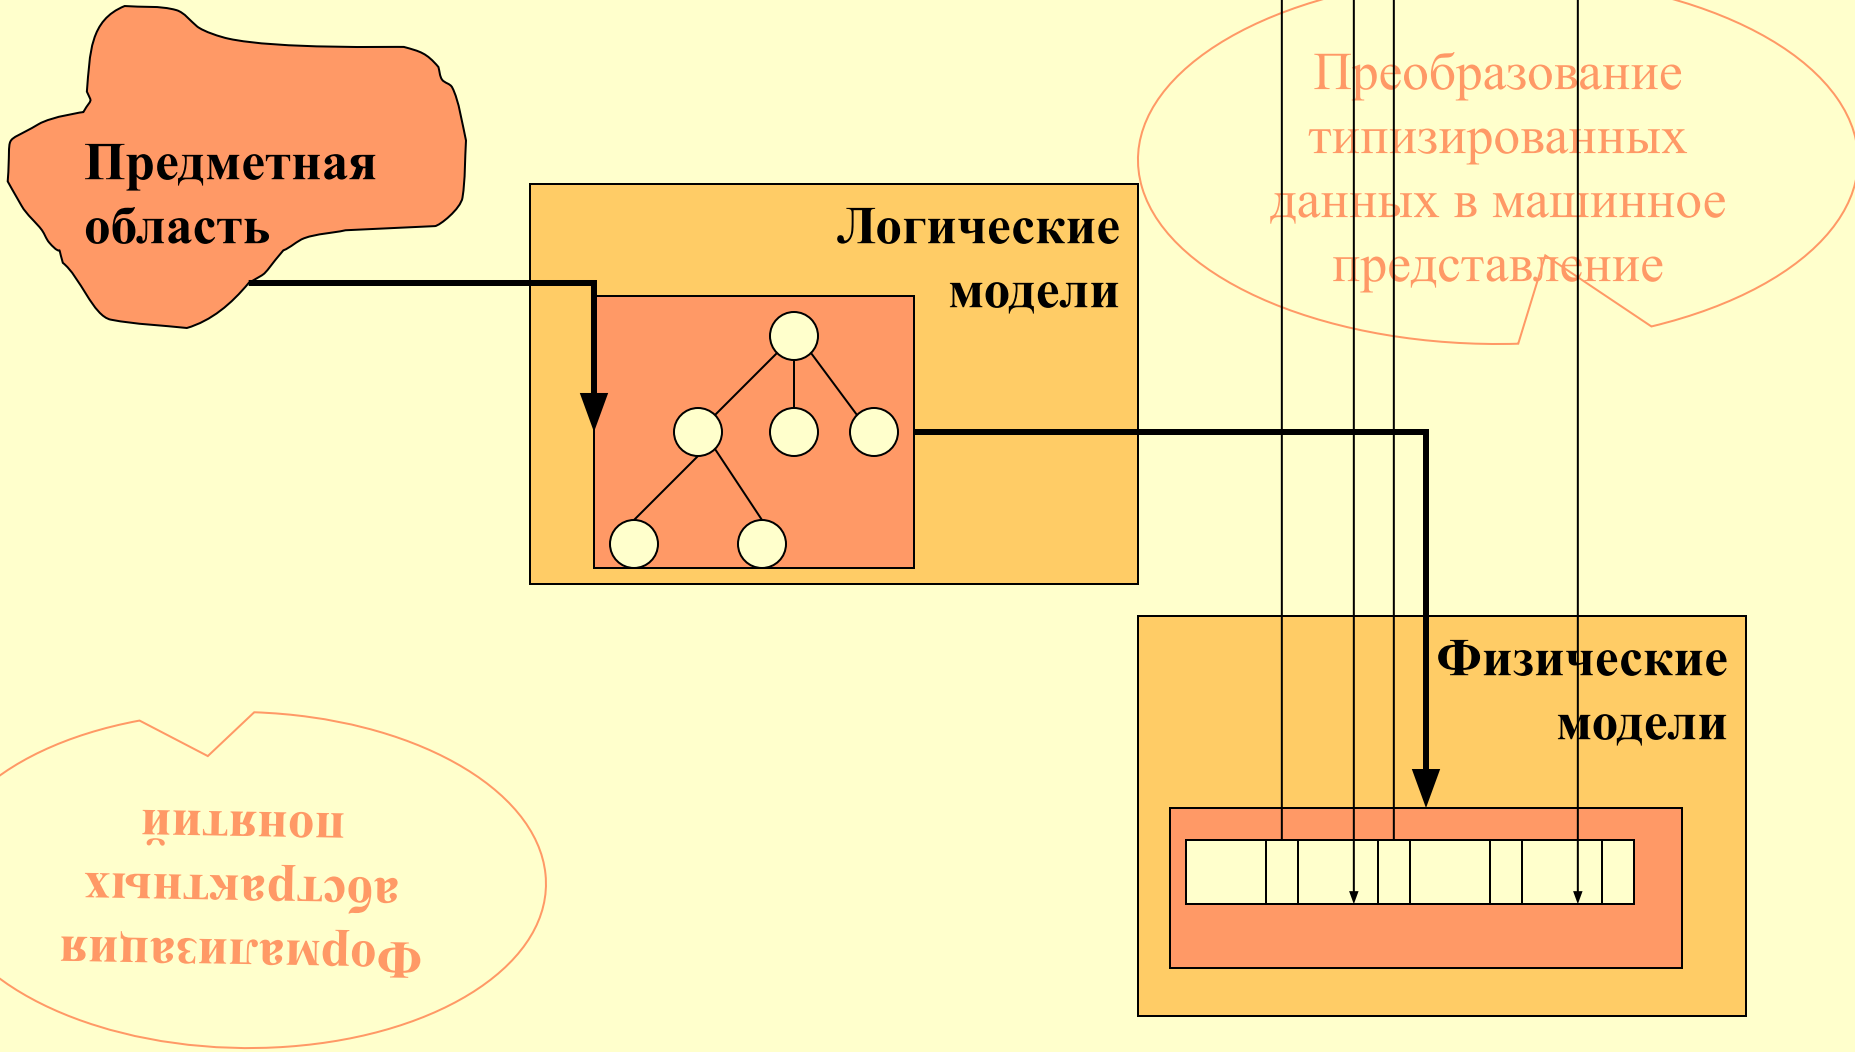 Предметная
область
Логические
модели
Преобразование
типизированных
данных в машинное
представление
Физические
модели
Формализация
абстрактных
понятий